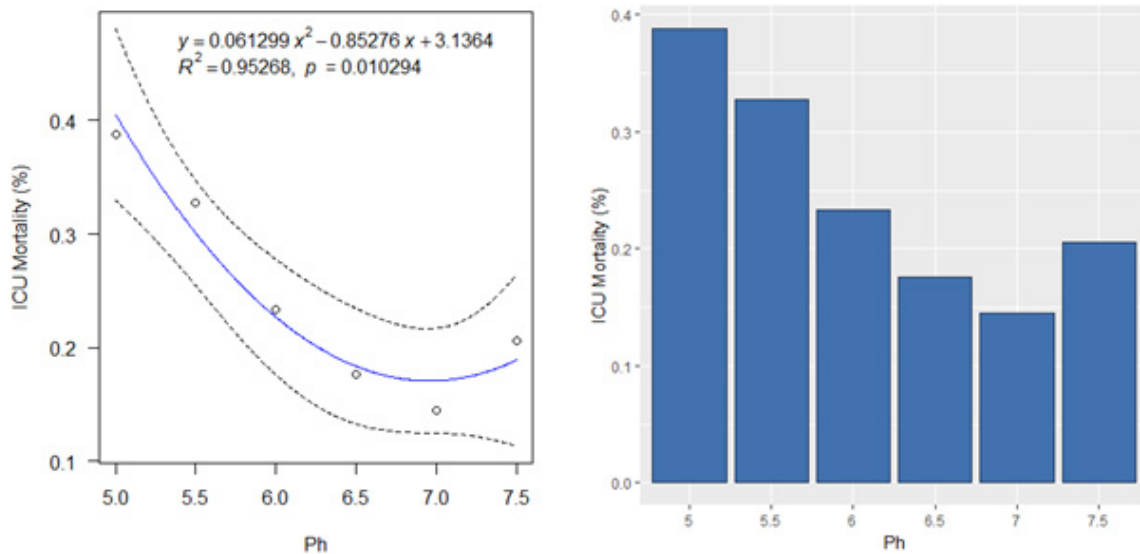 y = 0.061299 x² − 0.85276 x + 3.1364
R² = 0.95268, p = 0.010294
ICU Mortality (%)
0.4
0.3
0.2
0.1
5.0 5.5 6.0 6.5 7.0 7.5
Ph
ICU Mortality (%)
0.4
0.3
0.2
0.1
0.0
5 5.5 6 6.5 7 7.5
Ph